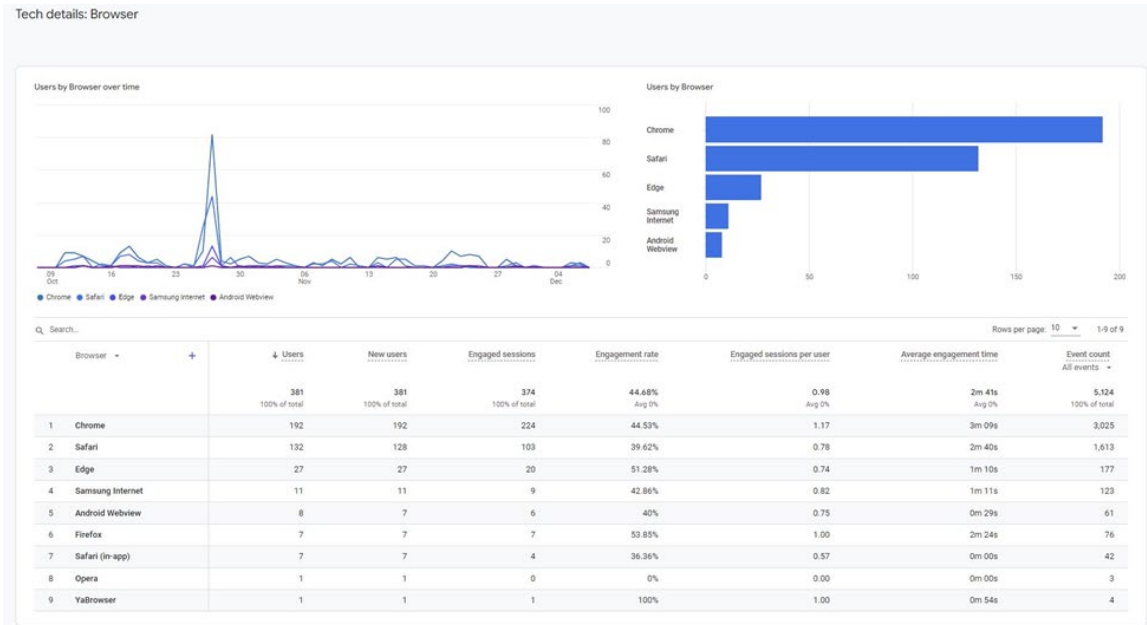 Tech details: Browser
Users by Browser over time
100
80
60
40
20
0
09 Oct
16
23
30
06 Nov
13
20
27
04 Dec
Chrome Safari Edge Samsung Internet Android Webview
Users by Browser
Chrome
Safari
Edge
Samsung Internet
Android Webview
0 50 100 150 200
Search...
Rows per page: 10 1-9 of 9
Browser + ↓ Users New users Engaged sessions Engagement rate Engaged sessions per user Average engagement time Event count
All events
381 381 374 44.68% 0.98 2m 41s 5,124
100% of total 100% of total 100% of total Avg 0% Avg 0% Avg 0% 100% of total
1 Chrome 192 192 224 44.53% 1.17 3m 09s 3,025
2 Safari 132 128 103 39.62% 0.78 2m 40s 1,613
3 Edge 27 27 20 51.28% 0.74 1m 10s 177
4 Samsung Internet 11 11 9 42.86% 0.82 1m 11s 123
5 Android Webview 8 7 6 40% 0.75 0m 29s 61
6 Firefox 7 7 7 53.85% 1.00 2m 24s 76
7 Safari (in-app) 7 7 4 36.36% 0.57 0m 00s 42
8 Opera 1 1 0 0% 0.00 0m 00s 3
9 YaBrowser 1 1 1 100% 1.00 0m 54s 4